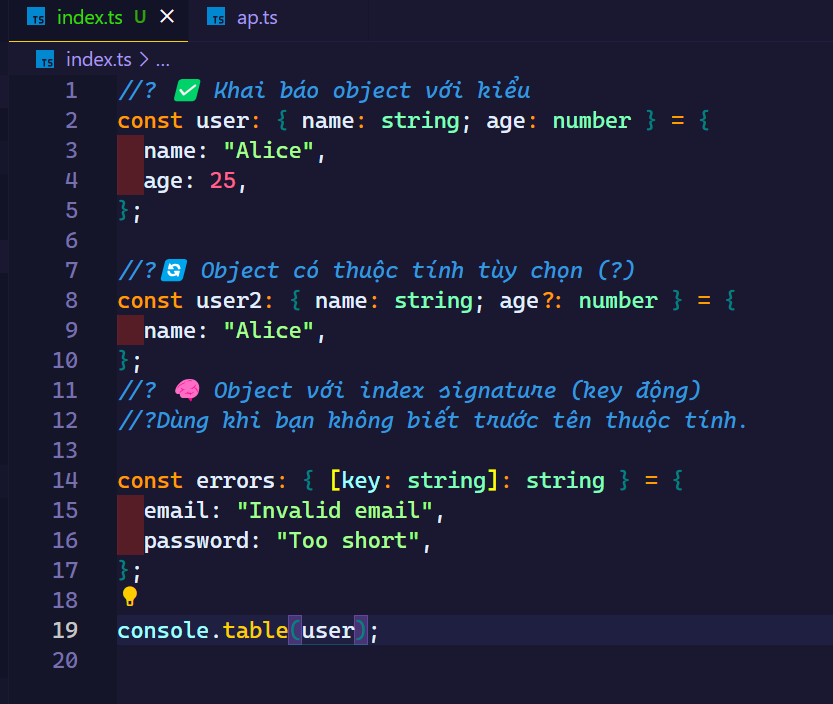 TS index.ts U ✕ TS ap.ts
TS index.ts > ...
1 //? ✅ Khai báo object với kiểu
2 const user: { name: string; age: number } = {
3 name: "Alice",
4 age: 25,
5 };
6
7 //?🔄 Object có thuộc tính tùy chọn (?)
8 const user2: { name: string; age?: number } = {
9 name: "Alice",
10 };
11 //? 🧠 Object với index signature (key động)
12 //?Dùng khi bạn không biết trước tên thuộc tính.
13
14 const errors: { [key: string]: string } = {
15 email: "Invalid email",
16 password: "Too short",
17 };
18
19 console.table(user);
20